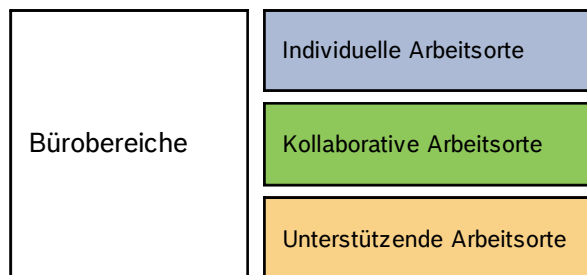 Bürobereiche
Individuelle Arbeitsorte
Kollaborative Arbeitsorte
Unterstützende Arbeitsorte